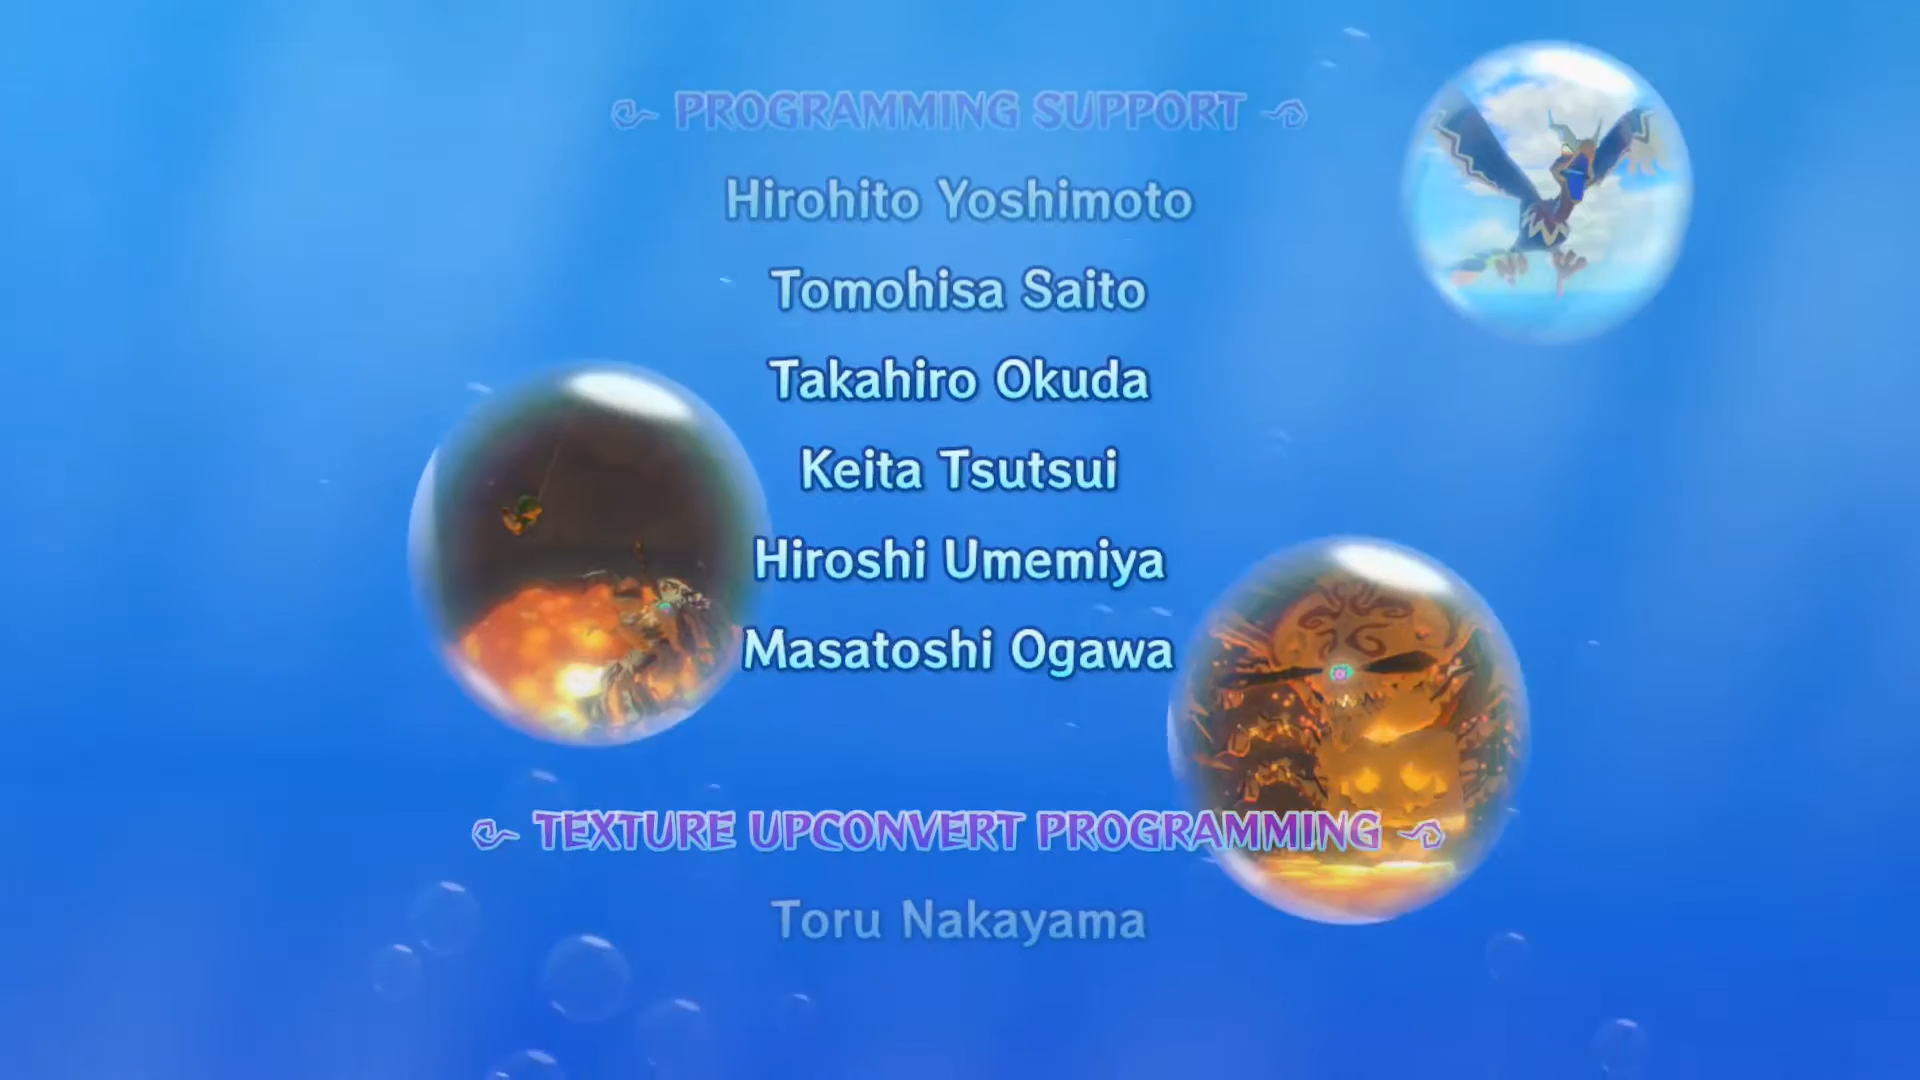 PROGRAMMING SUPPORT
Hirohito Yoshimoto
Tomohisa Saito
Takahiro Okuda
Keita Tsutsui
Hiroshi Umemiya
Masatoshi Ogawa
TEXTURE UPCONVERT PROGRAMMING
Toru Nakayama